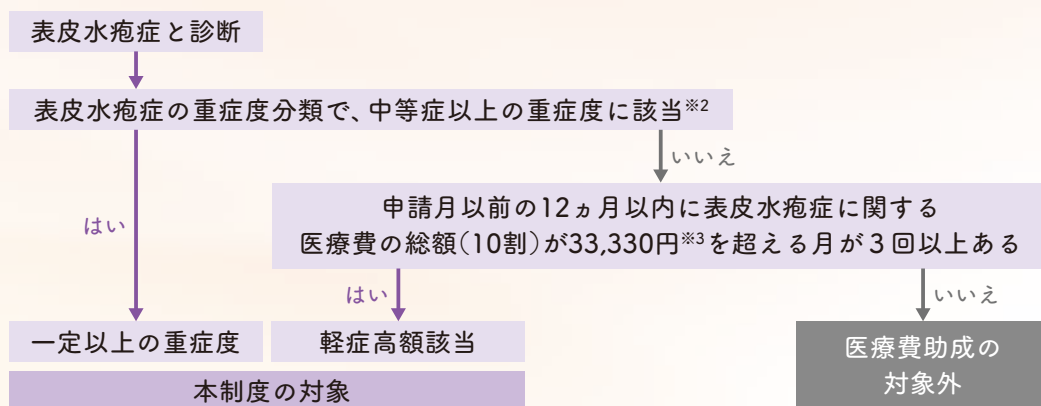 表皮水疱症と診断
表皮水疱症の重症度分類で、中等症以上の重症度に該当※2
いいえ
申請月以前の12ヵ月以内に表皮水疱症に関する
医療費の総額(10割)が33,330円※3を超える月が3回以上ある
はい
はい
いいえ
一定以上の重症度
軽症高額該当
医療費助成の
対象外
本制度の対象